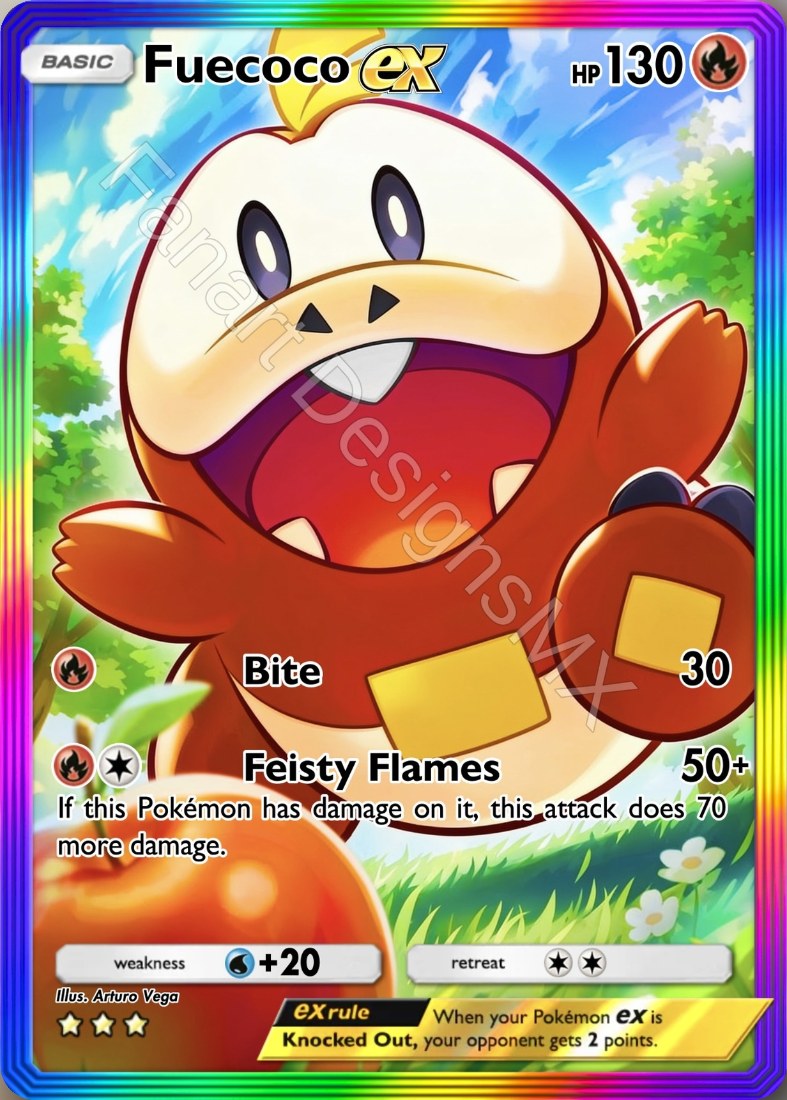 BASIC Fuecoco ex HP 130
Fanart DesignsMX
Bite 30
Feisty Flames 50+
If this Pokémon has damage on it, this attack does 70
more damage.
weakness +20 retreat
Illus. Arturo Vega
ex rule When your Pokémon ex is
Knocked Out, your opponent gets 2 points.